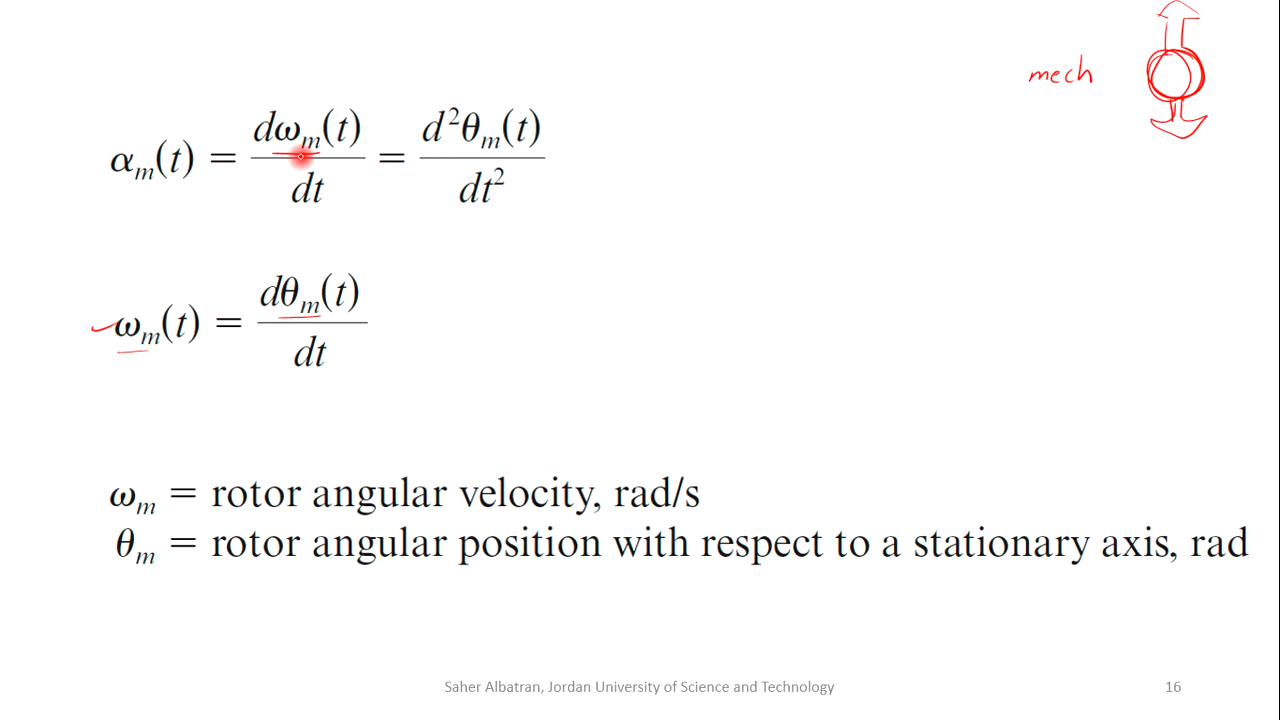 mech
αₘ(t) = dωₘ(t)/dt = d²θₘ(t)/dt²
ωₘ(t) = dθₘ(t)/dt
ωₘ = rotor angular velocity, rad/s
θₘ = rotor angular position with respect to a stationary axis, rad
Saher Albatran, Jordan University of Science and Technology
16